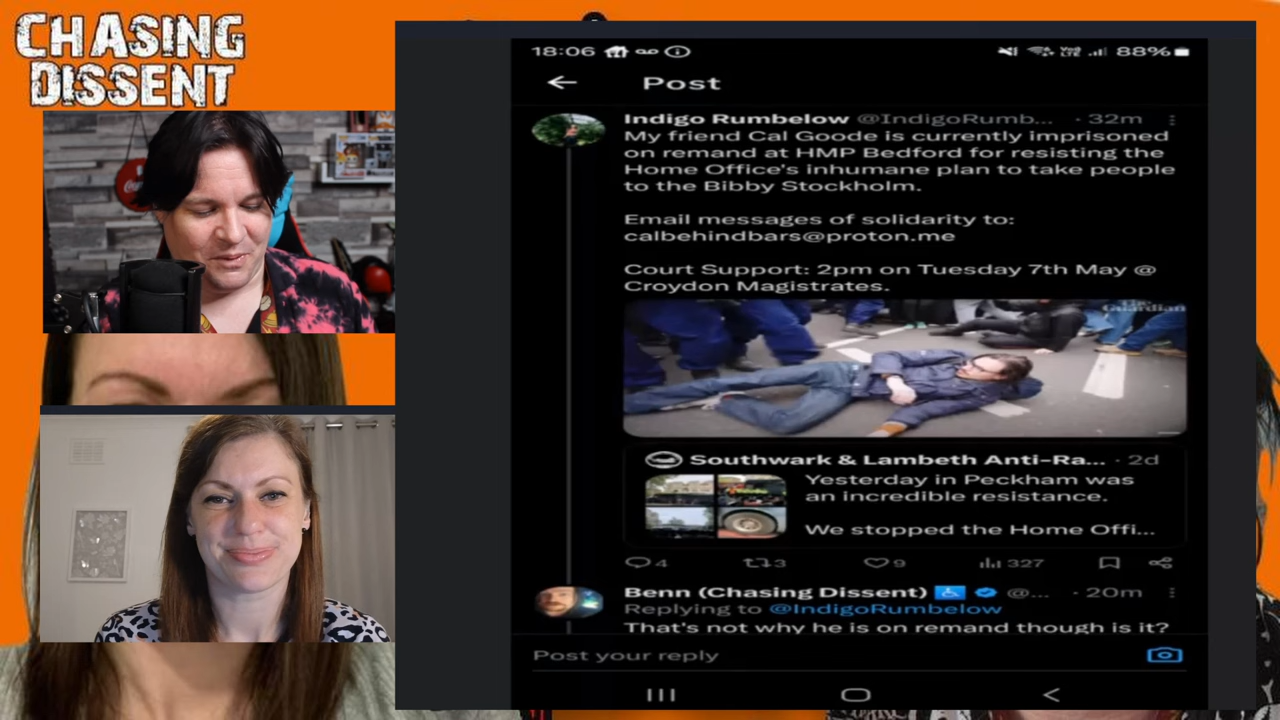 CHASING
DISSENT
18:06 88%
Post
Indigo Rumbelow @IndigoRumb... · 32m
My friend Cal Goode is currently imprisoned
on remand at HMP Bedford for resisting the
Home Office's inhumane plan to take people
to the Bibby Stockholm.
Email messages of solidarity to:
calbehindbars@proton.me
Court Support: 2pm on Tuesday 7th May @
Croydon Magistrates.
Guardian
Southwark & Lambeth Anti-Ra... · 2d
Yesterday in Peckham was
an incredible resistance.
We stopped the Home Offi...
4 3 9 327
Benn (Chasing Dissent) @... · 20m
Replying to @IndigoRumbelow
That's not why he is on remand though is it?
Post your reply